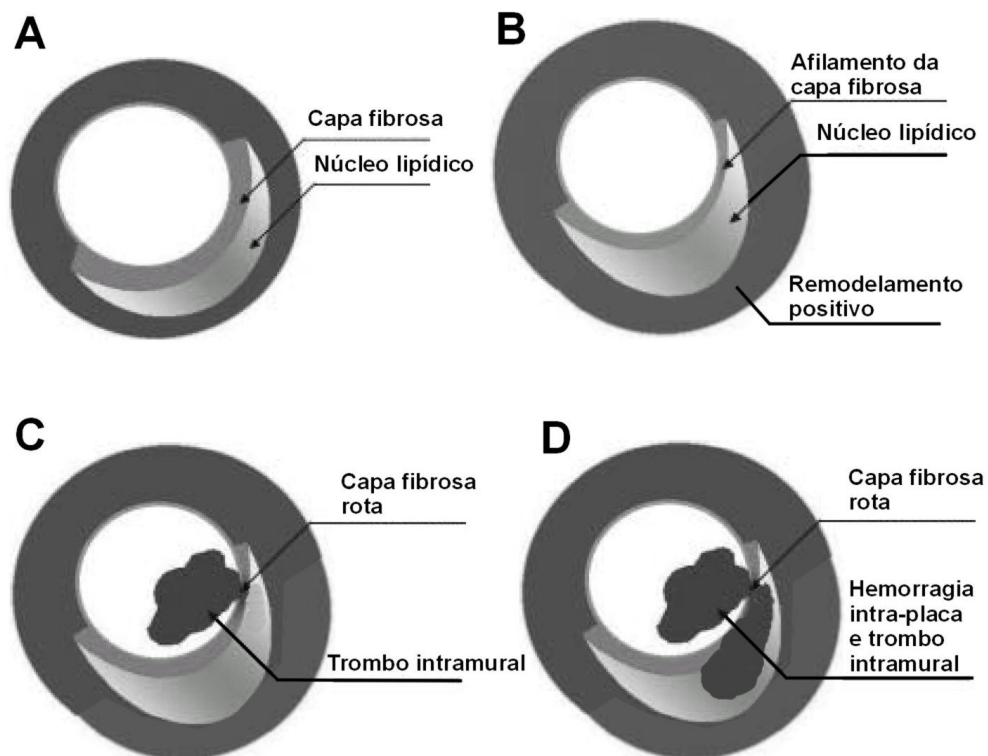 A
Capa fibrosa
Núcleo lipídico
B
Afilamento da
capa fibrosa
Núcleo lipídico
Remodelamento
positivo
C
Capa fibrosa
rota
Trombo intramural
D
Capa fibrosa
rota
Hemorragia
intra-placa
e trombo
intramural